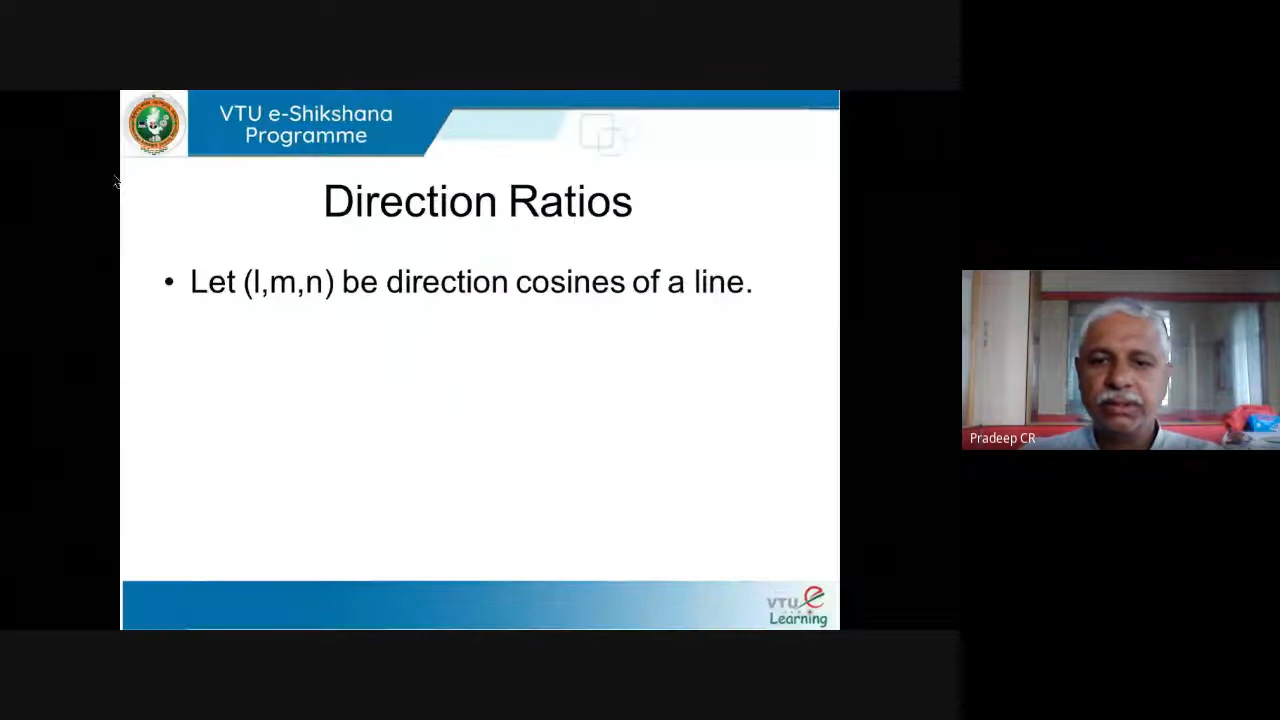 VTU e-Shikshana
Programme
Direction Ratios
• Let (l,m,n) be direction cosines of a line.
Pradeep CR
VTU e
Learning